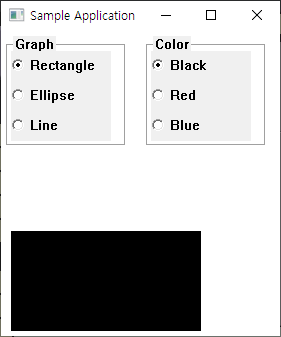 Sample Application
Graph
Rectangle
Ellipse
Line
Color
Black
Red
Blue